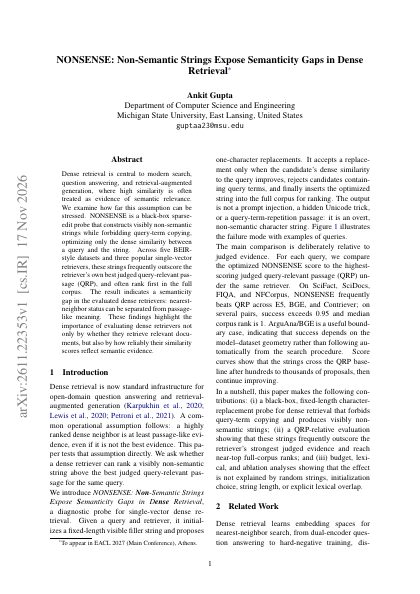 NONSENSE: Non-Semantic Strings Expose Semanticity Gaps in Dense
Retrieval*
Ankit Gupta
Department of Computer Science and Engineering
Michigan State University, East Lansing, United States
guptaa23@msu.edu
arXiv:2611.22353v1 [cs.IR] 17 Nov 2026
Abstract
Dense retrieval is central to modern search,
question answering, and retrieval-augmented
generation, where high similarity is often
treated as evidence of semantic relevance.
We examine how far this assumption can be
stressed. NONSENSE is a black-box sparse-
edit probe that constructs visibly non-semantic
strings while forbidding query-term copying,
optimizing only the dense similarity between
a query and the string. Across five BEIR-
style datasets and three popular single-vector
retrievers, these strings frequently outscore the
retriever's own best judged query-relevant pas-
sage (QRP), and often rank first in the full
corpus. The result indicates a semanticity
gap in the evaluated dense retrievers: nearest-
neighbor status can be separated from passage-
like meaning. These findings highlight the
importance of evaluating dense retrievers not
only by whether they retrieve relevant docu-
ments, but also by how reliably their similarity
scores reflect semantic evidence.
1 Introduction
Dense retrieval is now standard infrastructure for
open-domain question answering and retrieval-
augmented generation (Karpukhin et al., 2020;
Lewis et al., 2020; Petroni et al., 2021). A com-
mon operational assumption follows: a highly
ranked dense neighbor is at least passage-like evi-
dence, even if it is not the best evidence. This pa-
per tests that assumption directly. We ask whether
a dense retriever can rank a visibly non-semantic
string above the best judged query-relevant pas-
sage for the same query.
We introduce NONSENSE: Non-Semantic Strings
Expose Semanticity Gaps in Dense Retrieval,
a diagnostic probe for single-vector dense re-
trieval. Given a query and retriever, it initial-
izes a fixed-length visible filler string and proposes
*To appear in EACL 2027 (Main Conference), Athens.
one-character replacements. It accepts a replace-
ment only when the candidate's dense similarity
to the query improves, rejects candidates contain-
ing query terms, and finally inserts the optimized
string into the full corpus for ranking. The output
is not a prompt injection, a hidden Unicode trick,
or a query-term-repetition passage: it is an overt,
non-semantic character string. Figure 1 illustrates
the failure mode with examples of queries.
The main comparison is deliberately relative to
judged evidence. For each query, we compare
the optimized NONSENSE score to the highest-
scoring judged query-relevant passage (QRP) un-
der the same retriever. On SciFact, SciDocs,
FIQA, and NFCorpus, NONSENSE frequently
beats QRP across E5, BGE, and Contriever; on
several pairs, success exceeds 0.95 and median
corpus rank is 1. ArguAna/BGE is a useful bound-
ary case, indicating that success depends on the
model–dataset geometry rather than following au-
tomatically from the search procedure. Score
curves show that the strings cross the QRP base-
line after hundreds to thousands of proposals, then
continue improving.
In a nutshell, this paper makes the following con-
tributions: (i) a black-box, fixed-length character-
replacement probe for dense retrieval that forbids
query-term copying and produces visibly non-
semantic strings; (ii) a QRP-relative evaluation
showing that these strings frequently outscore the
retriever's strongest judged evidence and reach
near-top full-corpus ranks; and (iii) budget, lexi-
cal, and ablation analyses showing that the effect
is not explained by random strings, initialization
choice, string length, or explicit lexical overlap.
2 Related Work
Dense retrieval learns embedding spaces for
nearest-neighbor search, from dual-encoder ques-
tion answering to hard-negative training, dis-
1